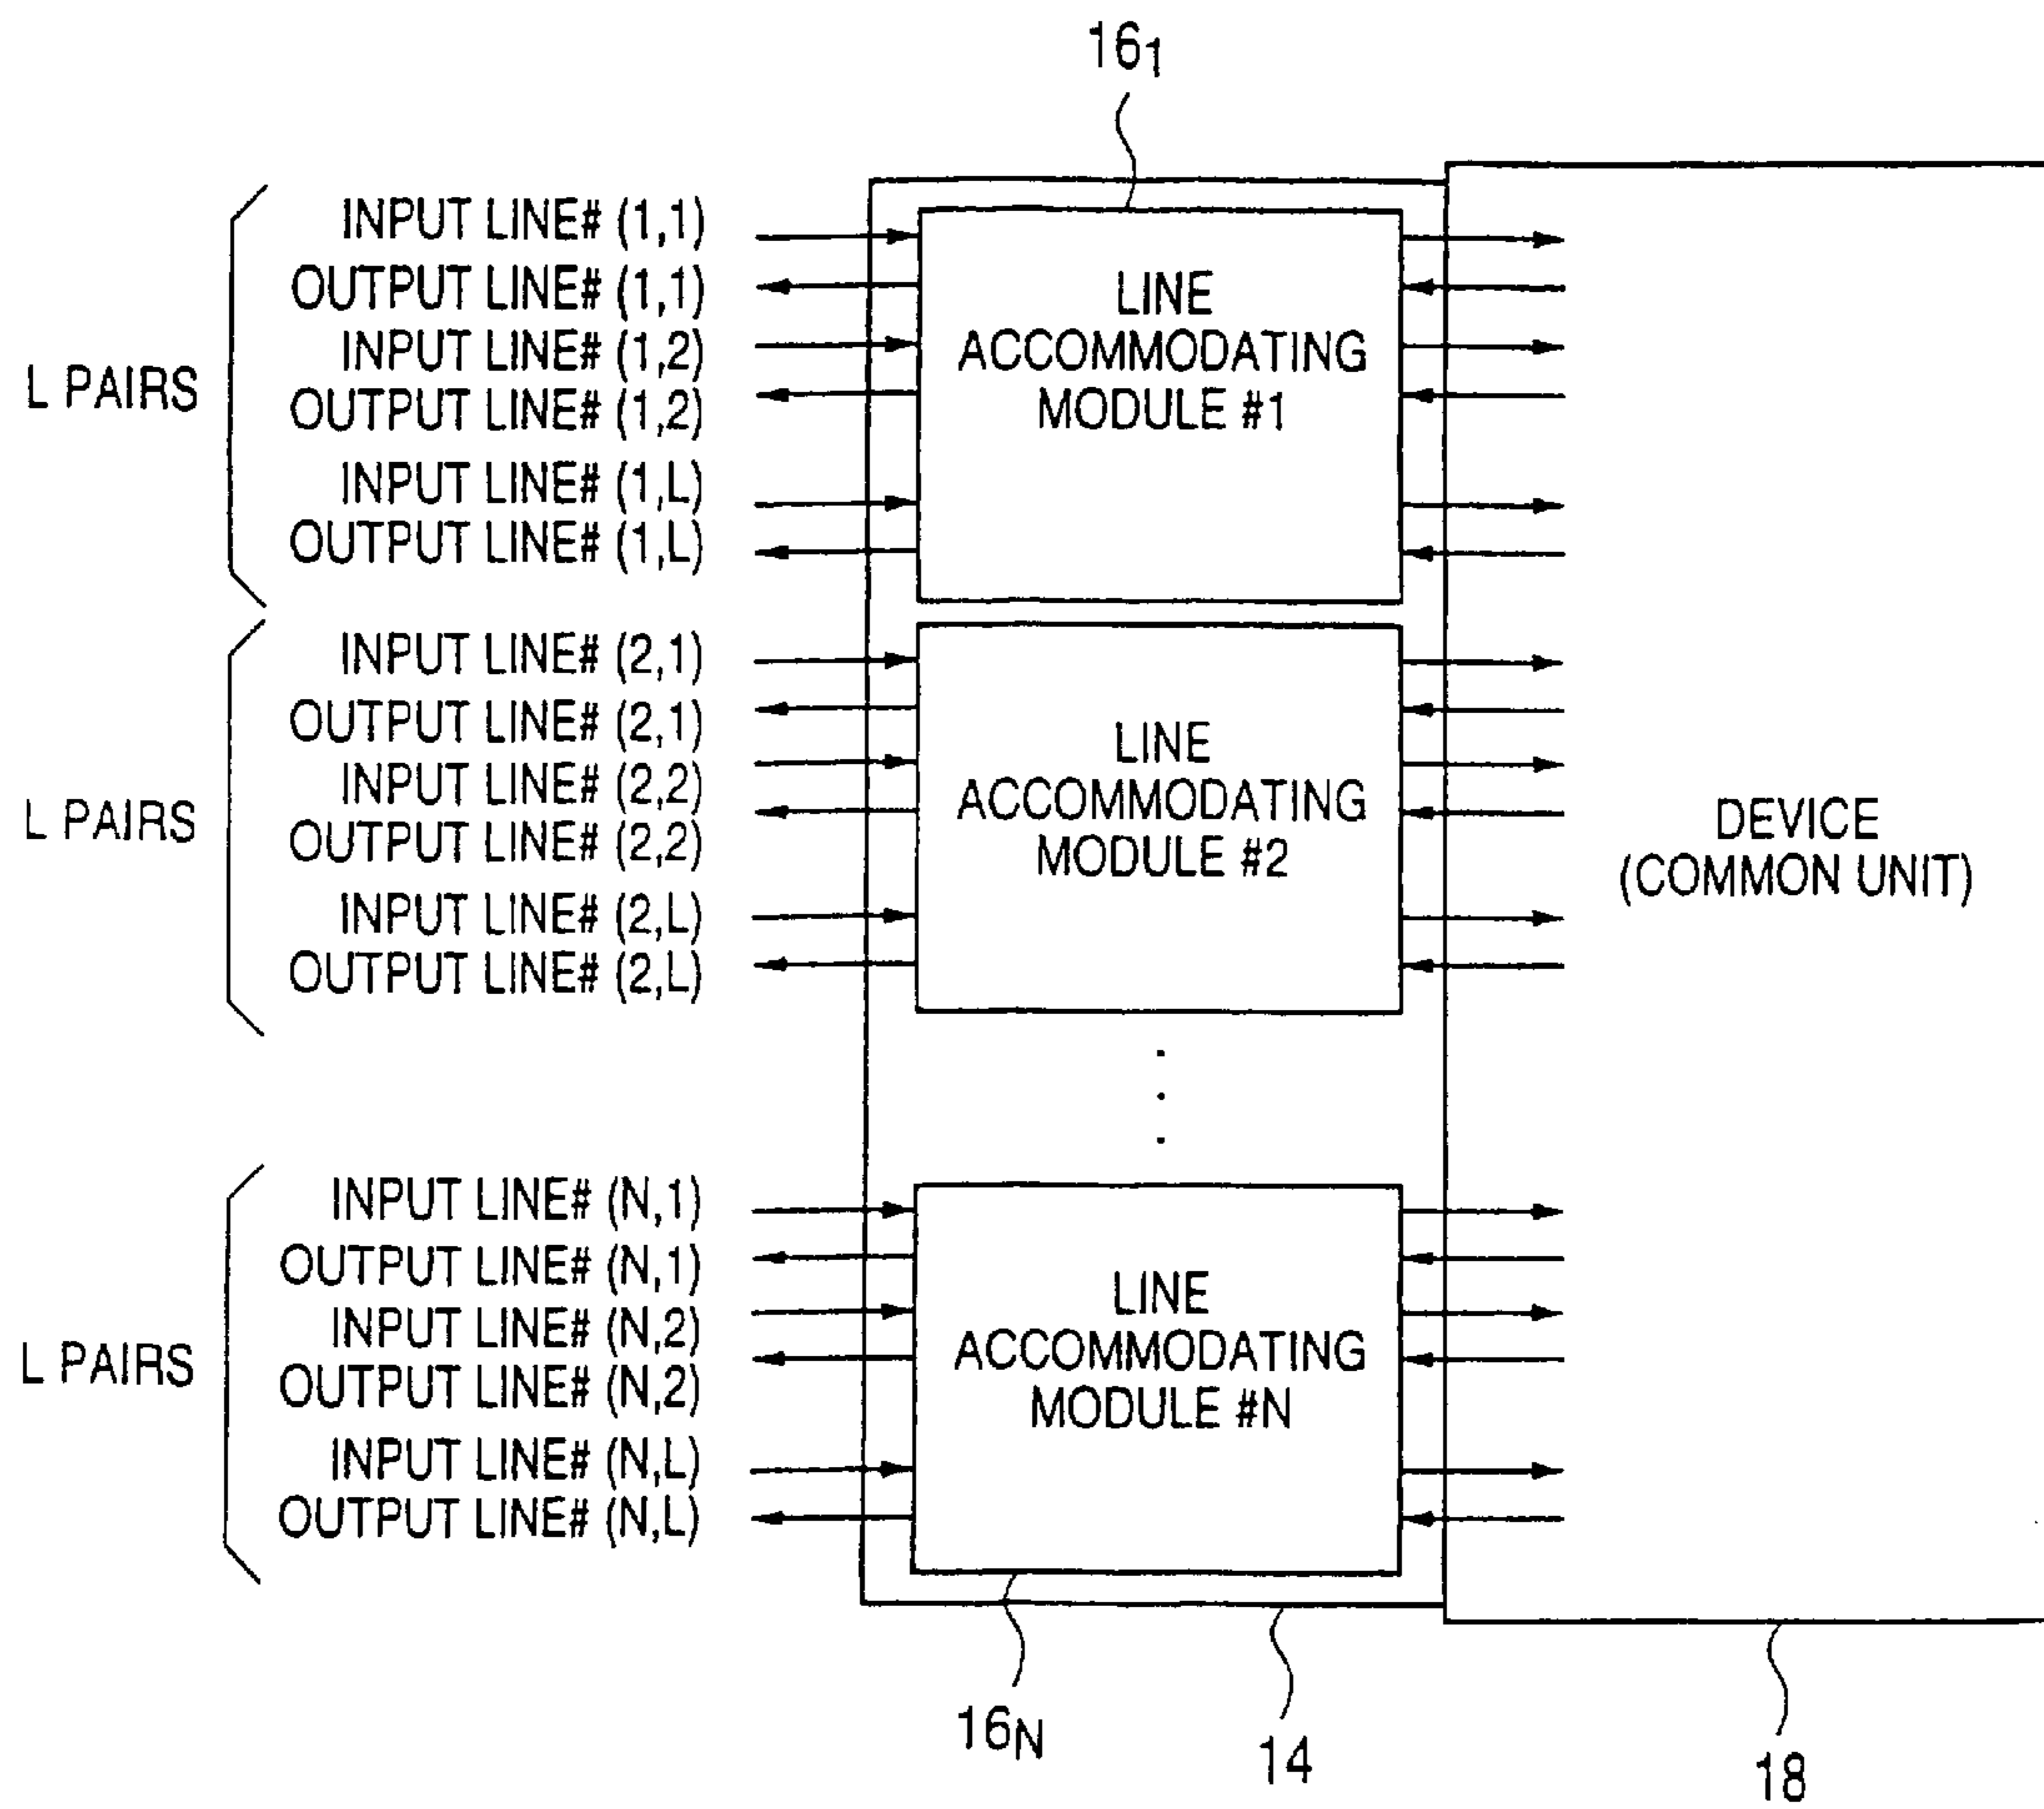 16₁
L PAIRS
INPUT LINE# (1,1)
OUTPUT LINE# (1,1)
INPUT LINE# (1,2)
OUTPUT LINE# (1,2)
INPUT LINE# (1,L)
OUTPUT LINE# (1,L)
LINE
ACCOMMODATING
MODULE #1
L PAIRS
INPUT LINE# (2,1)
OUTPUT LINE# (2,1)
INPUT LINE# (2,2)
OUTPUT LINE# (2,2)
INPUT LINE# (2,L)
OUTPUT LINE# (2,L)
LINE
ACCOMMODATING
MODULE #2
DEVICE
(COMMON UNIT)
L PAIRS
INPUT LINE# (N,1)
OUTPUT LINE# (N,1)
INPUT LINE# (N,2)
OUTPUT LINE# (N,2)
INPUT LINE# (N,L)
OUTPUT LINE# (N,L)
LINE
ACCOMMODATING
MODULE #N
16N
14
18